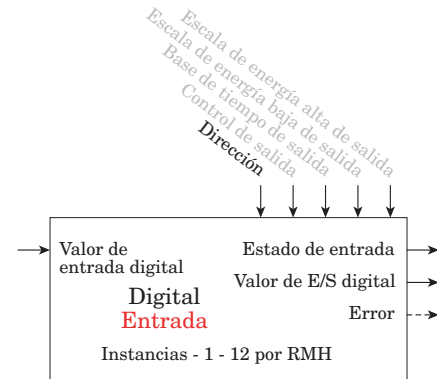 Escala de energía alta de salida
Escala de energía baja de salida
Base de tiempo de salida
Control de salida
Dirección
Valor de
entrada digital
Estado de entrada
Valor de E/S digital
Digital
Entrada
Error
Instancias - 1 - 12 por RMH